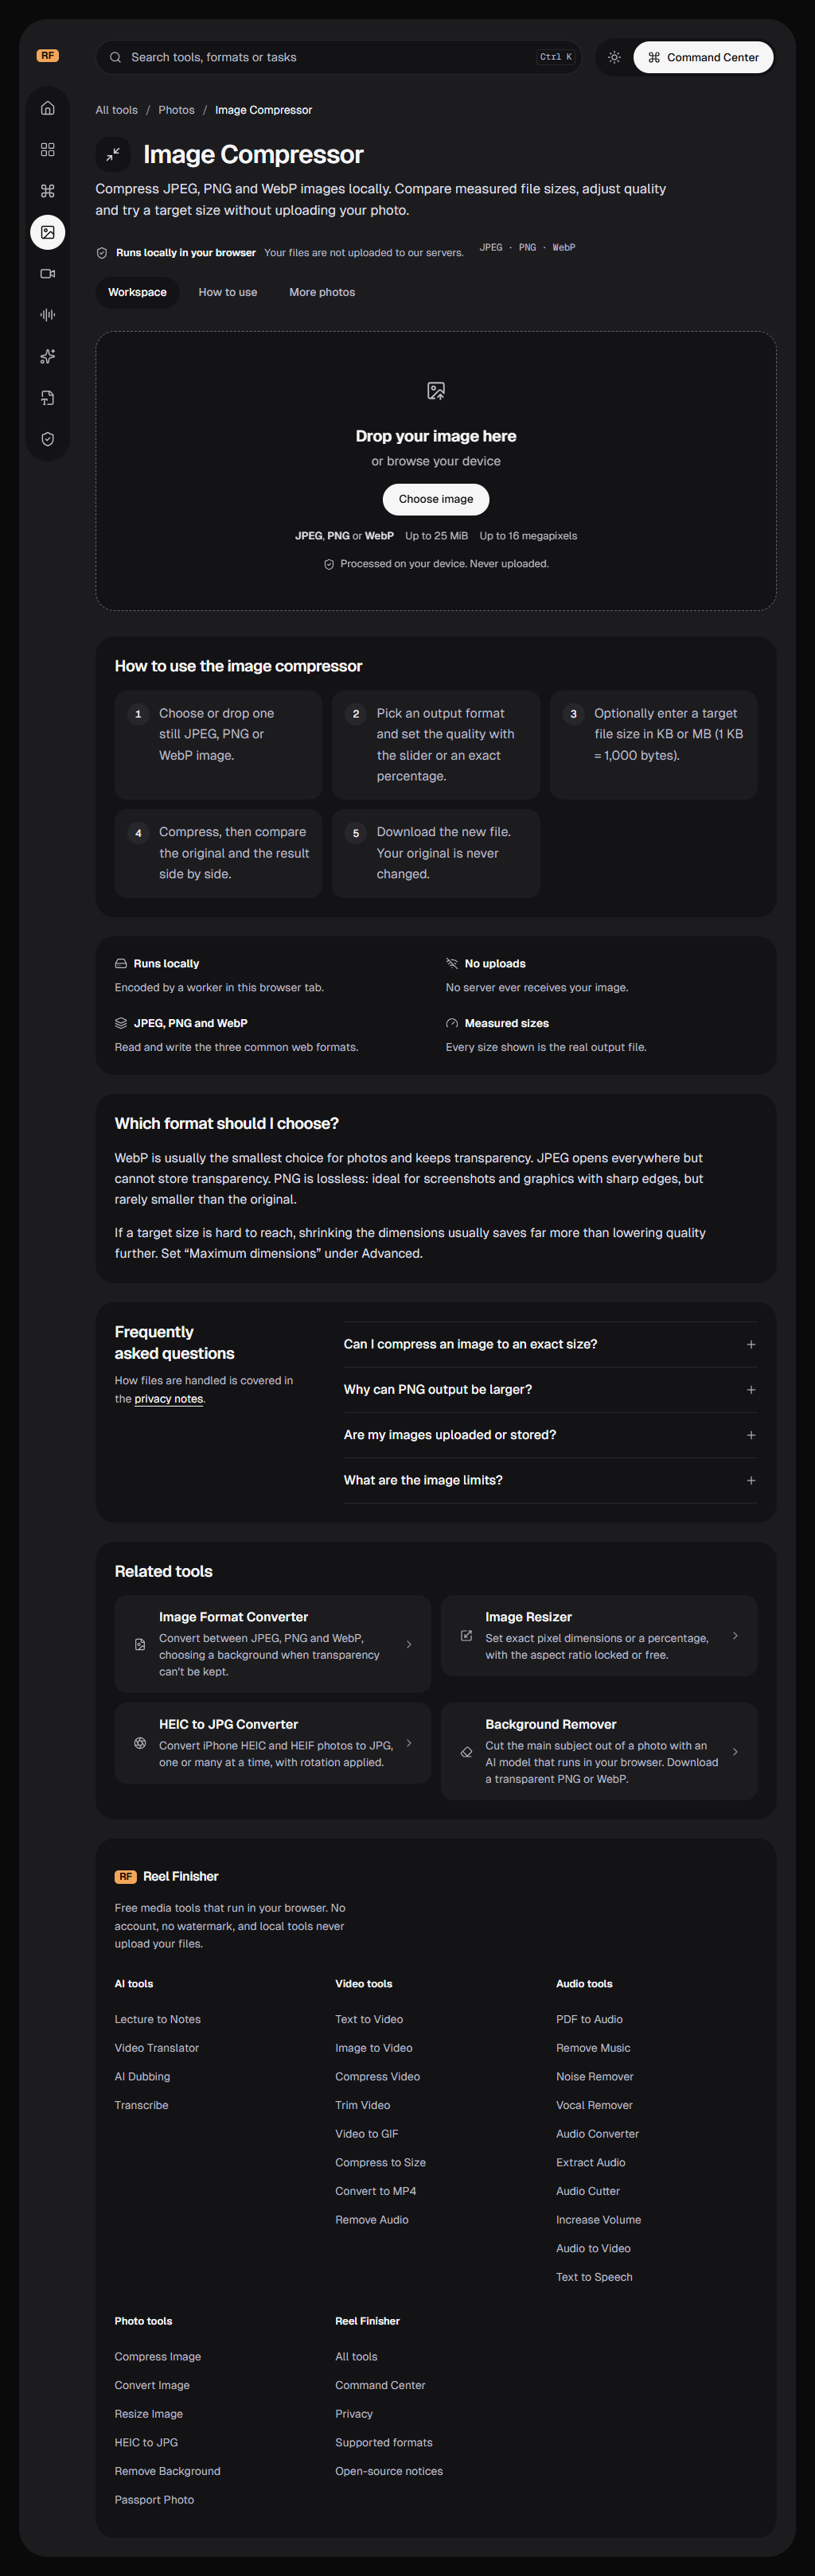 RF
Search tools, formats or tasks
Ctrl K
Command Center
All tools / Photos / Image Compressor
Image Compressor
Compress JPEG, PNG and WebP images locally. Compare measured file sizes, adjust quality
and try a target size without uploading your photo.
Runs locally in your browser Your files are not uploaded to our servers. JPEG · PNG · WebP
Workspace
How to use
More photos
Drop your image here
or browse your device
Choose image
JPEG, PNG or WebP Up to 25 MiB Up to 16 megapixels
Processed on your device. Never uploaded.
How to use the image compressor
1
Choose or drop one
still JPEG, PNG or
WebP image.
2
Pick an output format
and set the quality with
the slider or an exact
percentage.
3
Optionally enter a target
file size in KB or MB (1 KB
= 1,000 bytes).
4
Compress, then compare
the original and the result
side by side.
5
Download the new file.
Your original is never
changed.
Runs locally
Encoded by a worker in this browser tab.
No uploads
No server ever receives your image.
JPEG, PNG and WebP
Read and write the three common web formats.
Measured sizes
Every size shown is the real output file.
Which format should I choose?
WebP is usually the smallest choice for photos and keeps transparency. JPEG opens everywhere but
cannot store transparency. PNG is lossless: ideal for screenshots and graphics with sharp edges, but
rarely smaller than the original.
If a target size is hard to reach, shrinking the dimensions usually saves far more than lowering quality
further. Set “Maximum dimensions” under Advanced.
Frequently
asked questions
How files are handled is covered in
the privacy notes.
Can I compress an image to an exact size?
Why can PNG output be larger?
Are my images uploaded or stored?
What are the image limits?
Related tools
Image Format Converter
Convert between JPEG, PNG and WebP,
choosing a background when transparency
can't be kept.
Image Resizer
Set exact pixel dimensions or a percentage,
with the aspect ratio locked or free.
HEIC to JPG Converter
Convert iPhone HEIC and HEIF photos to JPG,
one or many at a time, with rotation applied.
Background Remover
Cut the main subject out of a photo with an
AI model that runs in your browser. Download
a transparent PNG or WebP.
RF Reel Finisher
Free media tools that run in your browser. No
account, no watermark, and local tools never
upload your files.
AI tools
Lecture to Notes
Video Translator
AI Dubbing
Transcribe
Video tools
Text to Video
Image to Video
Compress Video
Trim Video
Video to GIF
Compress to Size
Convert to MP4
Remove Audio
Audio tools
PDF to Audio
Remove Music
Noise Remover
Vocal Remover
Audio Converter
Extract Audio
Audio Cutter
Increase Volume
Audio to Video
Text to Speech
Photo tools
Compress Image
Convert Image
Resize Image
HEIC to JPG
Remove Background
Passport Photo
Reel Finisher
All tools
Command Center
Privacy
Supported formats
Open-source notices